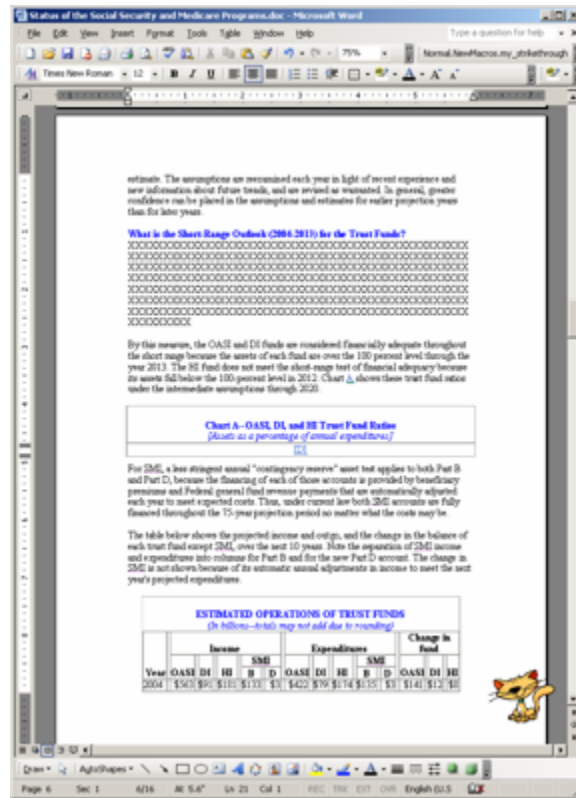 Status of the Social Security and Medicare Programs.doc - Microsoft Word
File Edit View Insert Format Tools Table Window Help Type a question for help
75% Normal.NewMacros.my_strikethrough
Times New Roman 12 B I U
estimate. The assumptions are reexamined each year in light of recent experience and
new information about future trends, and are revised as warranted. In general, greater
confidence can be placed in the assumptions and estimates for earlier projection years
than for later years.
What is the Short-Range Outlook (2004-2013) for the Trust Funds?
XXXXXXXXXX
By this measure, the OASI and DI funds are considered financially adequate throughout
the short range because the assets of each fund are over the 100 percent level through the
year 2013. The HI fund does not meet the short-range test of financial adequacy because
its assets fall below the 100-percent level in 2012. Chart A shows these trust fund ratios
under the intermediate assumptions through 2020.
Chart A--OASI, DI, and HI Trust Fund Ratios
[Assets as a percentage of annual expenditures]
For SMI, a less stringent annual "contingency reserve" asset test applies to both Part B
and Part D, because the financing of each of those accounts is provided by beneficiary
premiums and Federal general fund revenue payments that are automatically adjusted
each year to meet expected costs. Thus, under current law both SMI accounts are fully
financed throughout the 75-year projection period no matter what the costs may be.
The table below shows the projected income and outgo, and the change in the balance of
each trust fund except SMI, over the next 10 years. Note the separation of SMI income
and expenditures into columns for Part B and for the new Part D account. The change in
SMI is not shown because of its automatic annual adjustments in income to meet the next
year's projected expenditures.
ESTIMATED OPERATIONS OF TRUST FUNDS
(In billions--totals may not add due to rounding)
Income Expenditures Change in fund
SMI SMI
Year OASI DI HI B D OASI DI HI B D OASI DI HI
2004 $563 $91 $181 $133 $3 $422 $79 $174 $135 $3 $141 $12 $8
Draw AutoShapes
Page 6 Sec 1 6/16 At 5.6" Ln 21 Col 1 REC TRK EXT OVR English (U.S